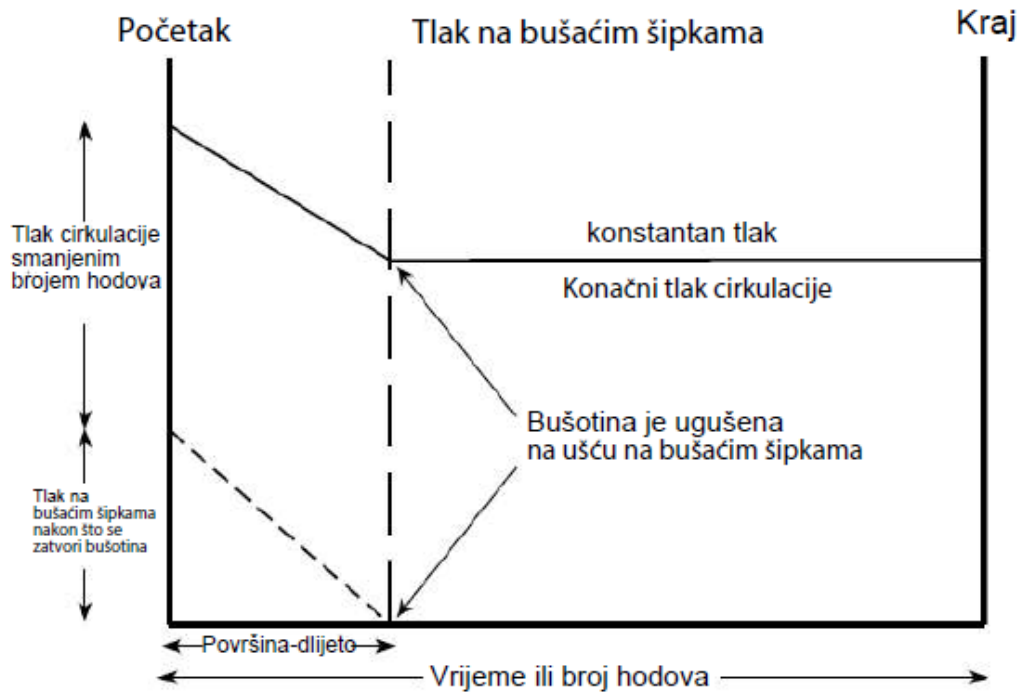 Početak
Tlak na bušaćim šipkama
Kraj
Tlak cirkulacije
smanjenim
brojem hodova
konstantan tlak
Konačni tlak cirkulacije
Bušotina je ugušena
na ušću na bušaćim šipkama
Tlak na
bušaćim šipkama
nakon što se
zatvori bušotina
Površina-dlijeto
Vrijeme ili broj hodova